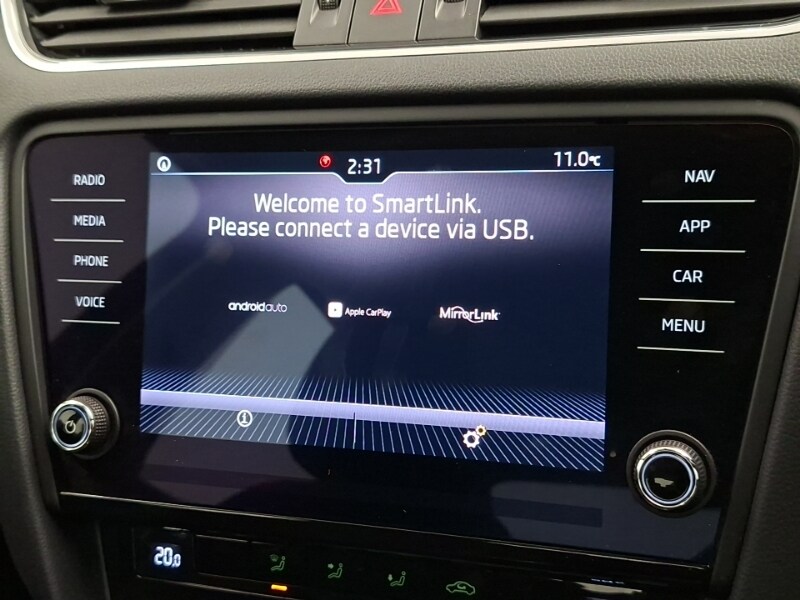 2:31
11.0°C
RADIO
MEDIA
PHONE
VOICE
Welcome to SmartLink.
Please connect a device via USB.
androidauto
Apple CarPlay
MirrorLink
NAV
APP
CAR
MENU
20.0